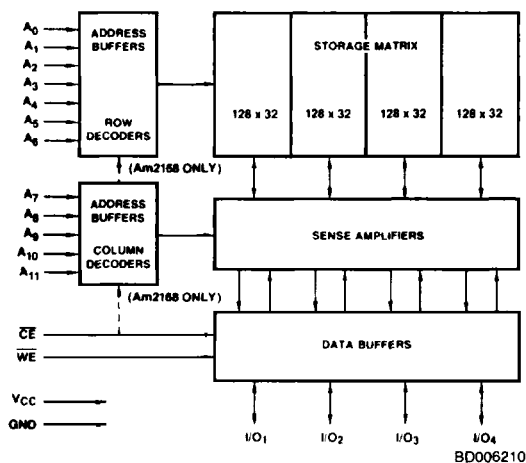 A0
A1
A2
A3
A4
A5
A6
ADDRESS
BUFFERS
ROW
DECODERS
STORAGE MATRIX
128 x 32
128 x 32
128 x 32
128 x 32
(Am2168 ONLY)
A7
A8
A9
A10
A11
ADDRESS
BUFFERS
COLUMN
DECODERS
SENSE AMPLIFIERS
(Am2168 ONLY)
CE
WE
DATA BUFFERS
VCC
GND
I/O1
I/O2
I/O3
I/O4
BD006210